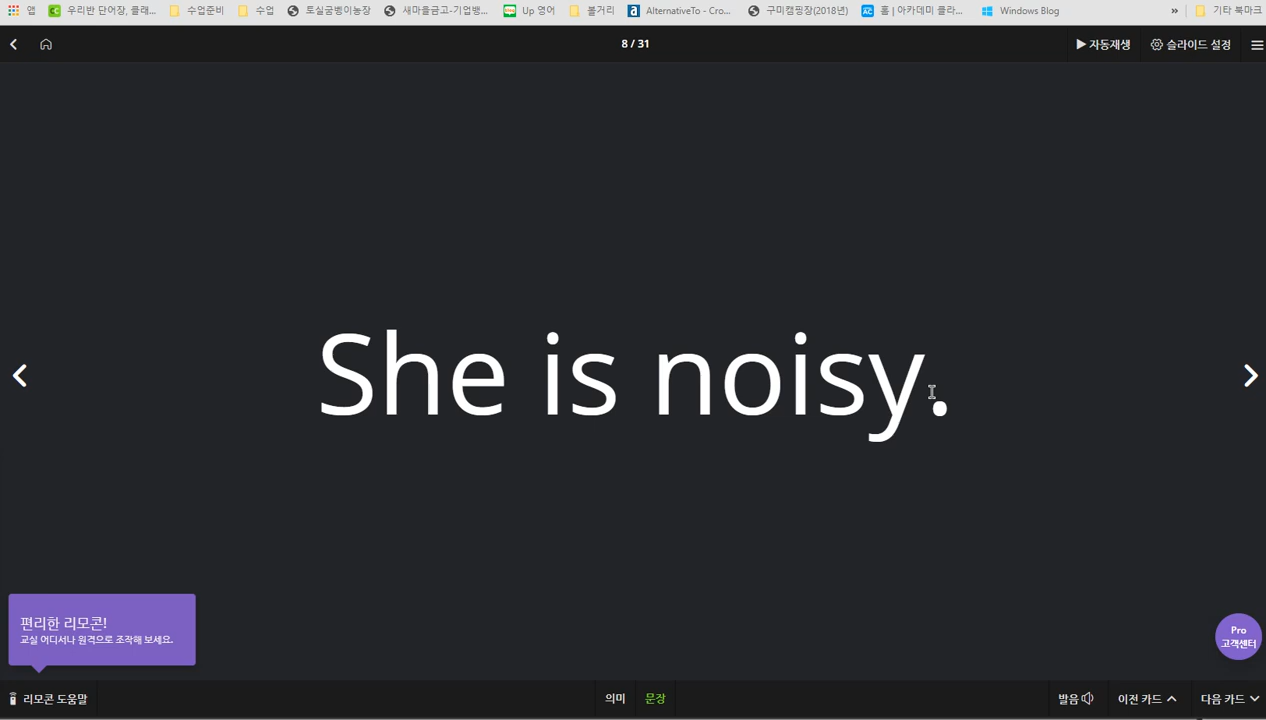 앱 우리반 단어장, 클래... 수업준비 수업 토실굼벵이농장 새마을금고-기업뱅... Up 영어 볼거리 AlternativeTo - Cro... 구미캠핑장(2018년) 홈 | 아카데미 클라... Windows Blog » 기타 북마크
8 / 31 자동재생 슬라이드 설정
She is noisy.
편리한 리모콘!
교실 어디서나 원격으로 조작해 보세요.
Pro
고객센터
리모콘 도움말 의미 문장 발음 이전 카드 다음 카드